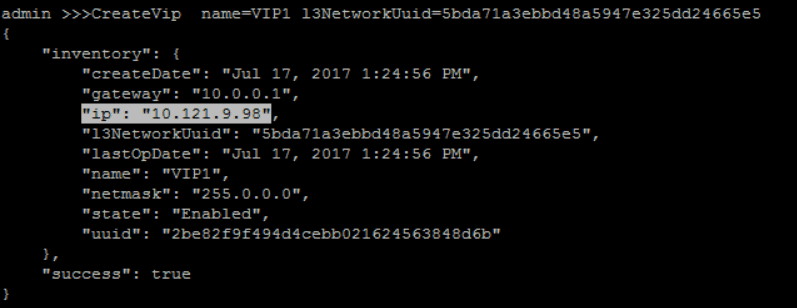 admin >>>CreateVip  name=VIP1 l3NetworkUuid=5bda71a3ebbd48a5947e325dd24665e5
{
    "inventory": {
        "createDate": "Jul 17, 2017 1:24:56 PM",
        "gateway": "10.0.0.1",
        "ip": "10.121.9.98",
        "l3NetworkUuid": "5bda71a3ebbd48a5947e325dd24665e5",
        "lastOpDate": "Jul 17, 2017 1:24:56 PM",
        "name": "VIP1",
        "netmask": "255.0.0.0",
        "state": "Enabled",
        "uuid": "2be82f9f494d4cebb021624563848d6b"
    },
    "success": true
}